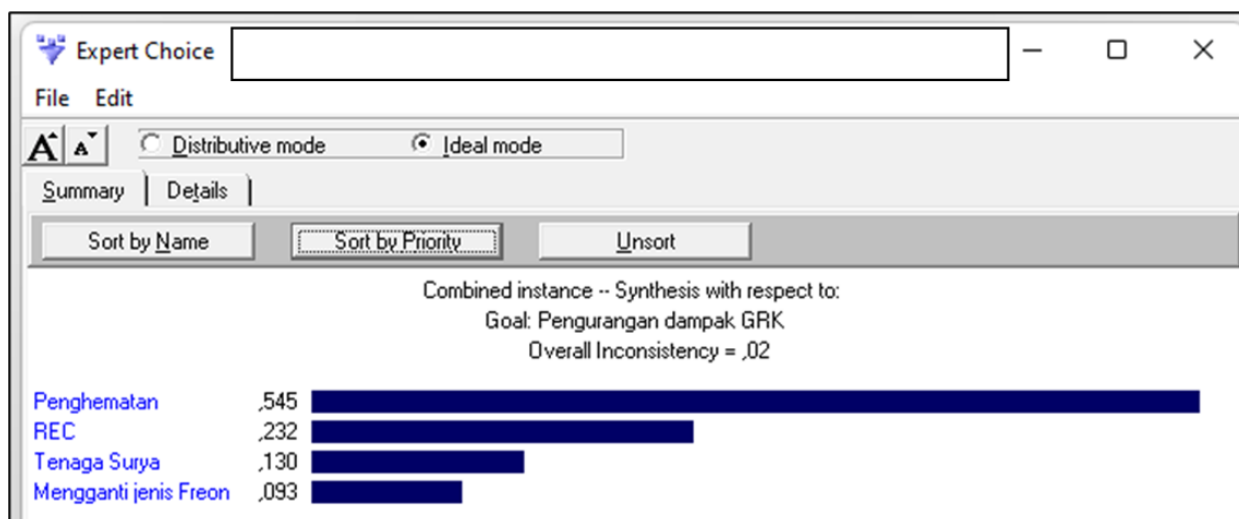 Expert Choice
File Edit
A A Distributive mode Ideal mode
Summary Details
Sort by Name Sort by Priority Unsort
Combined instance -- Synthesis with respect to:
Goal: Pengurangan dampak GRK
Overall Inconsistency = ,02
Penghematan ,545
REC ,232
Tenaga Surya ,130
Mengganti jenis Freon ,093